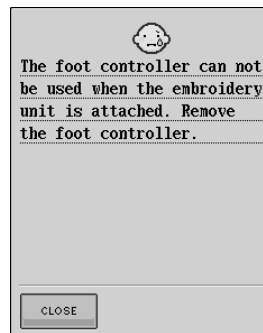 The foot controller can not
be used when the embroidery
unit is attached. Remove
the foot controller.
CLOSE